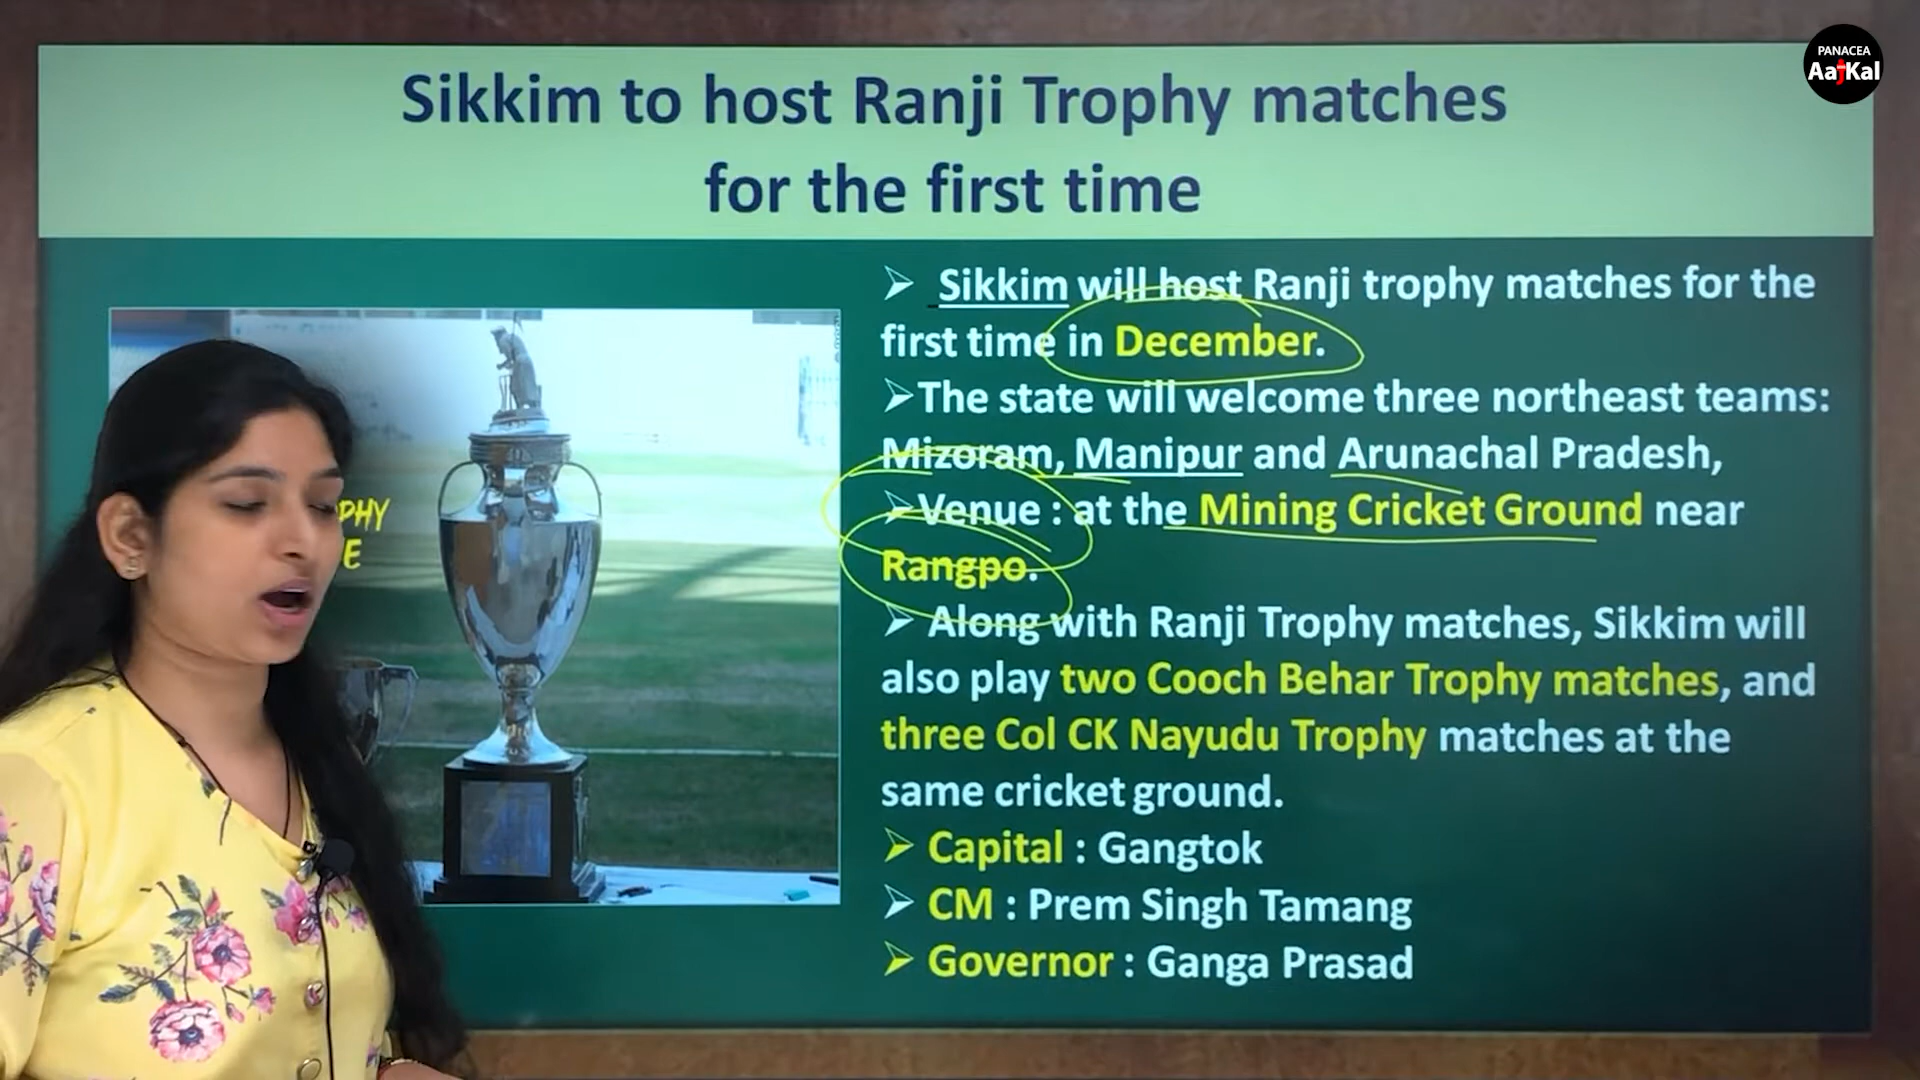 PANACEA
AajKal
Sikkim to host Ranji Trophy matches
for the first time
➢ Sikkim will host Ranji trophy matches for the
first time in December.
➢The state will welcome three northeast teams:
Mizoram, Manipur and Arunachal Pradesh,
➢Venue : at the Mining Cricket Ground near
Rangpo.
➢ Along with Ranji Trophy matches, Sikkim will
also play two Cooch Behar Trophy matches, and
three Col CK Nayudu Trophy matches at the
same cricket ground.
➢ Capital : Gangtok
➢ CM : Prem Singh Tamang
➢ Governor : Ganga Prasad